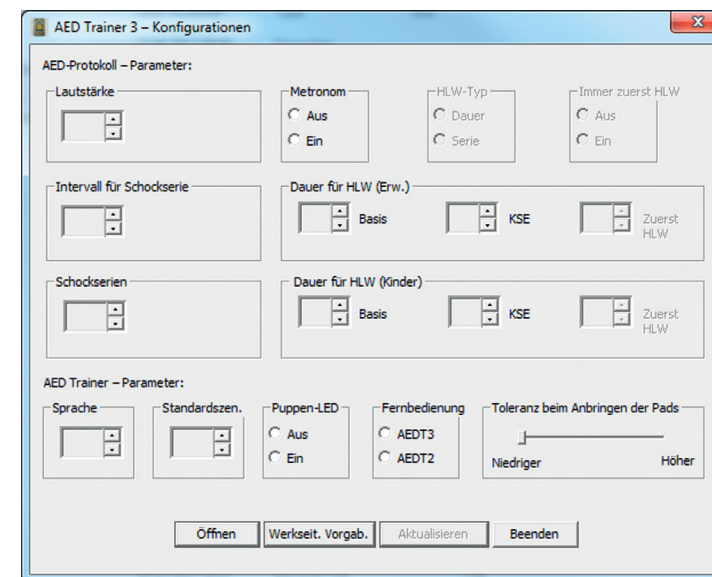 AED Trainer 3 – Konfigurationen
AED-Protokoll – Parameter:
Lautstärke
Metronom
Aus
Ein
HLW-Typ
Dauer
Serie
Immer zuerst HLW
Aus
Ein
Intervall für Schockserie
Dauer für HLW (Erw.)
Basis
KSE
Zuerst
HLW
Schockserien
Dauer für HLW (Kinder)
Basis
KSE
Zuerst
HLW
AED Trainer – Parameter:
Sprache
Standardszen.
Puppen-LED
Aus
Ein
Fernbedienung
AEDT3
AEDT2
Toleranz beim Anbringen der Pads
Niedriger
Höher
Öffnen
Werkseit. Vorgab.
Aktualisieren
Beenden